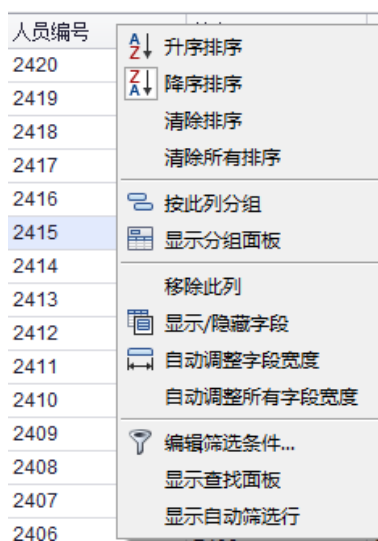 人员编号
2420
2419
2418
2417
2416
2415
2414
2413
2412
2411
2410
2409
2408
2407
2406
升序排序
降序排序
清除排序
清除所有排序
按此列分组
显示分组面板
移除此列
显示/隐藏字段
自动调整字段宽度
自动调整所有字段宽度
编辑筛选条件...
显示查找面板
显示自动筛选行